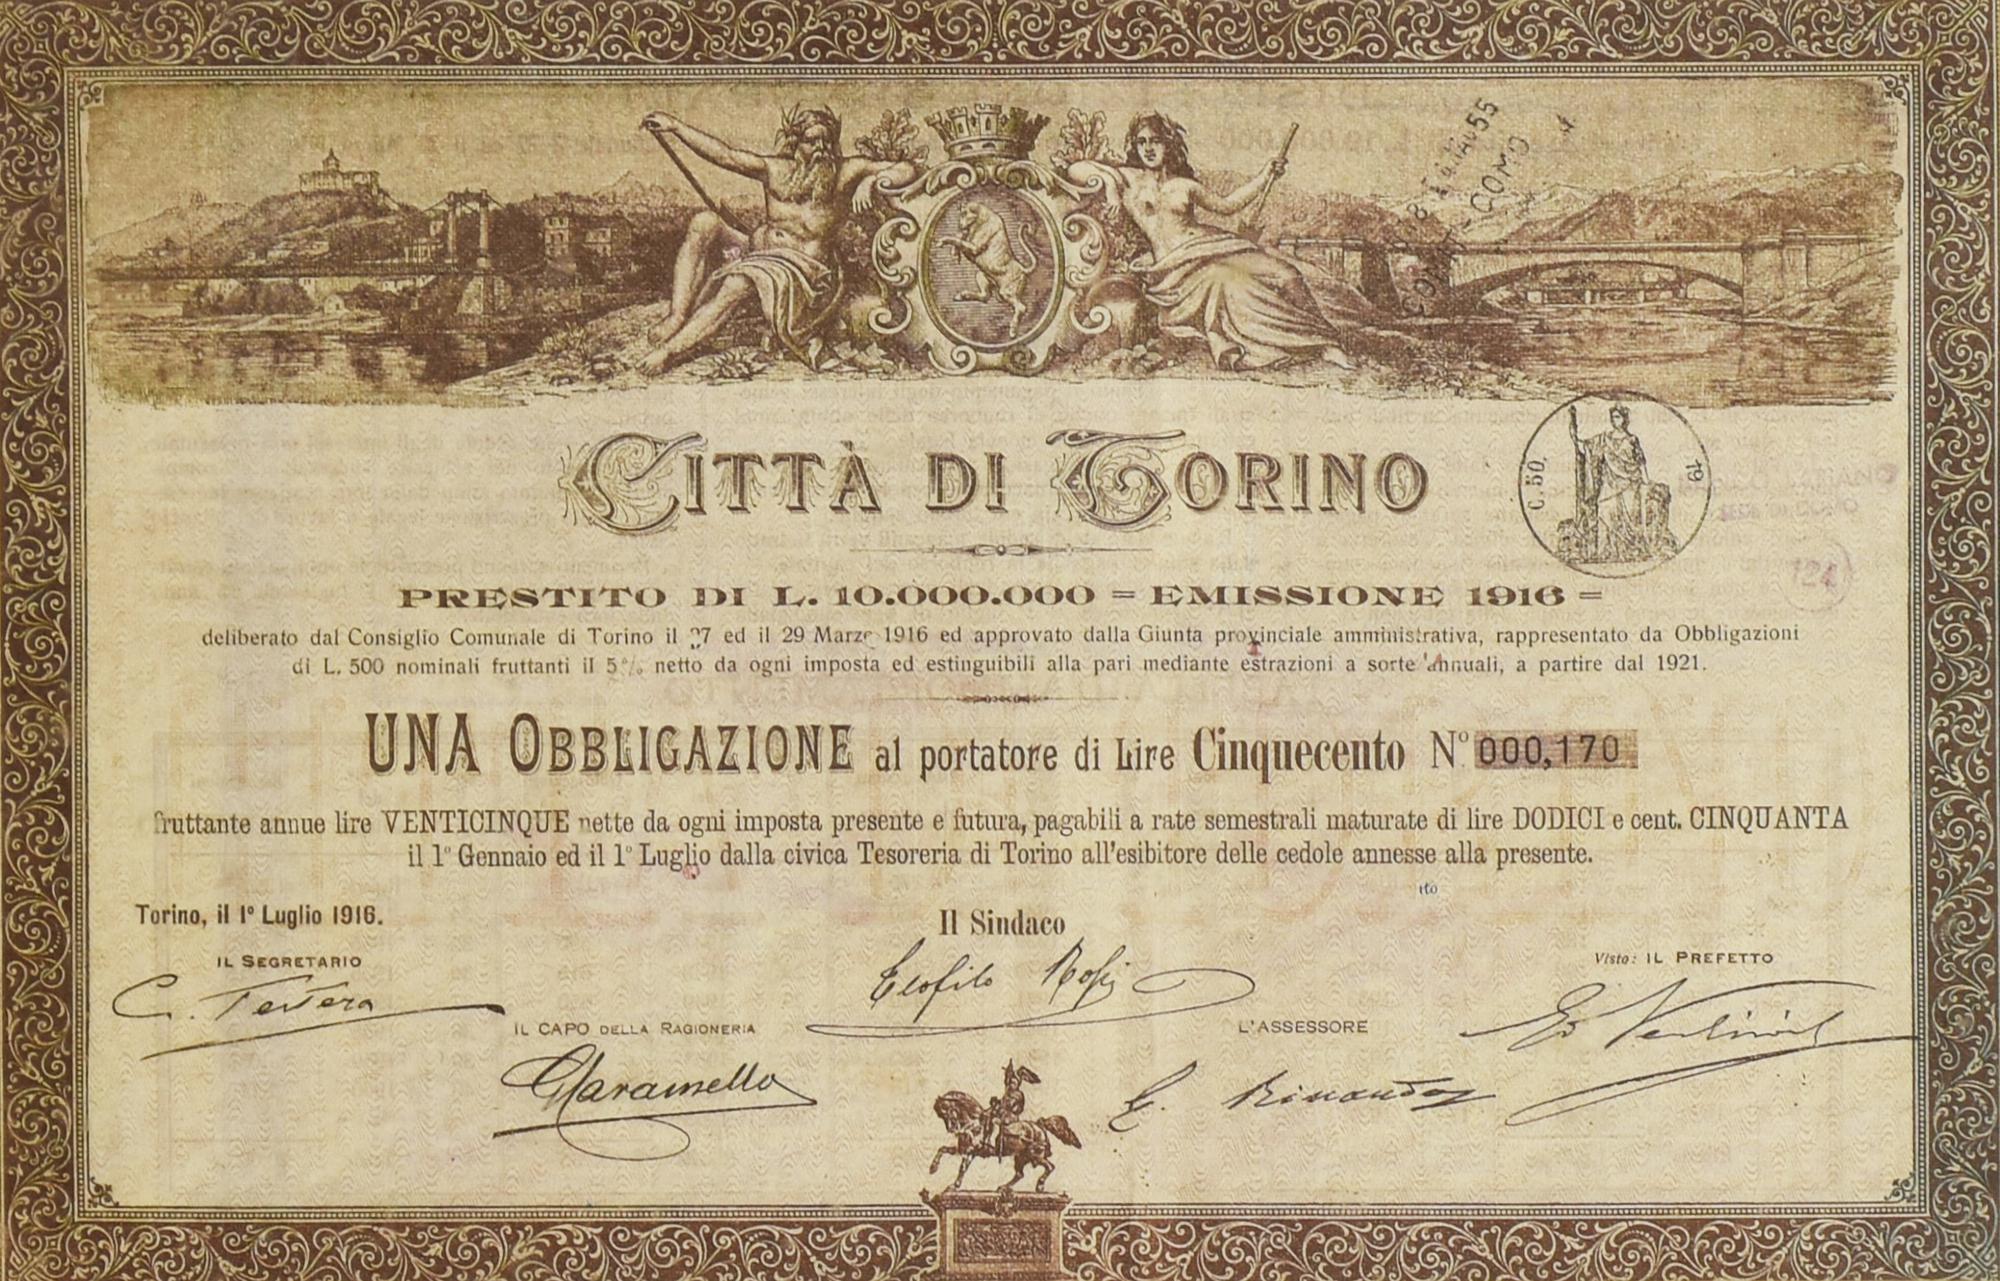 CITTÀ DI TORINO
C. 50.
19
124
PRESTITO DI L. 10.000.000 = EMISSIONE 1916 =
deliberato dal Consiglio Comunale di Torino il 27 ed il 29 Marzo 1916 ed approvato dalla Giunta provinciale amministrativa, rappresentato da Obbligazioni
di L. 500 nominali fruttanti il 5% netto da ogni imposta ed estinguibili alla pari mediante estrazioni a sorte annuali, a partire dal 1921.
UNA OBBLIGAZIONE al portatore di Lire Cinquecento N° 000,170
fruttante annue lire VENTICINQUE nette da ogni imposta presente e futura, pagabili a rate semestrali maturate di lire DODICI e cent. CINQUANTA
il 1° Gennaio ed il 1° Luglio dalla civica Tesoreria di Torino all'esibitore delle cedole annesse alla presente.
ito
Torino, il 1° Luglio 1916.
Il Sindaco
IL SEGRETARIO
Visto: IL PREFETTO
C. Testera
Teofilo Rossi
IL CAPO DELLA RAGIONERIA
L'ASSESSORE